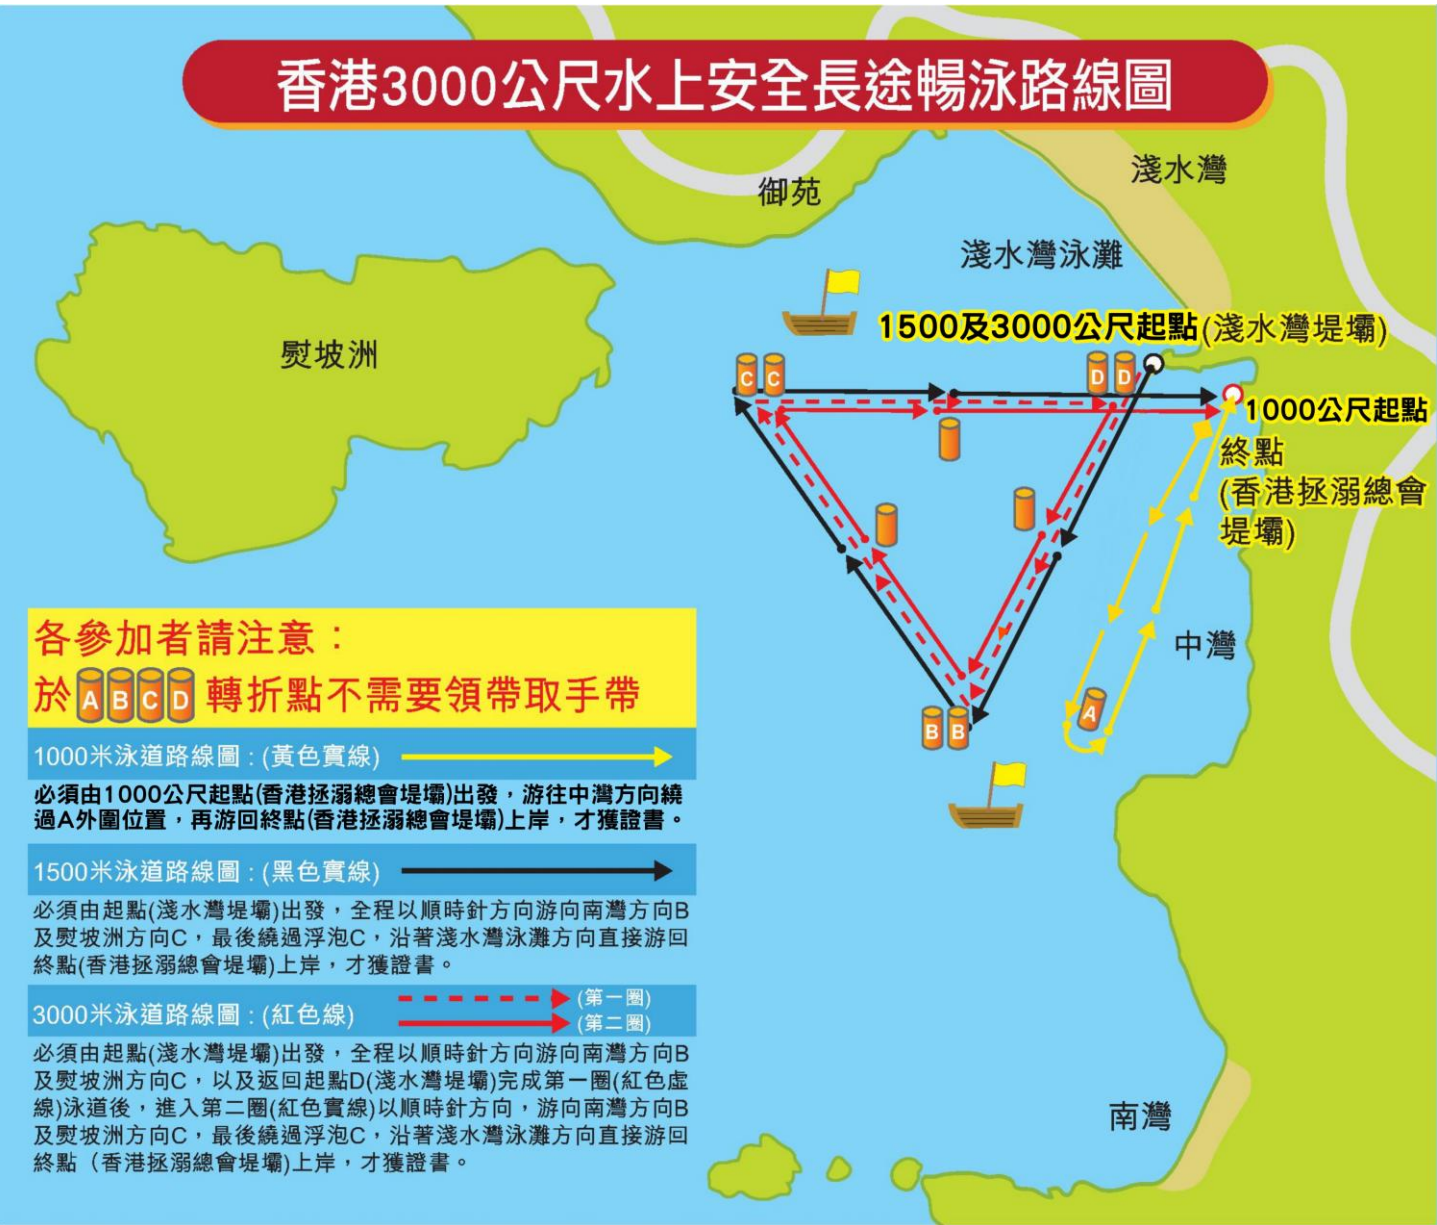 香港3000公尺水上安全長途暢泳路線圖
淺水灣
御苑
淺水灣泳灘
1500及3000公尺起點(淺水灣堤壩)
熨坡洲
C C
D D
1000公尺起點
終點
(香港拯溺總會
堤壩)
中灣
A
B B
各參加者請注意：
於 A B C D 轉折點不需要領帶取手帶
1000米泳道路線圖 : (黃色實線)
必須由1000公尺起點(香港拯溺總會堤壩)出發，游往中灣方向繞
過A外圍位置，再游回終點(香港拯溺總會堤壩)上岸，才獲證書。
1500米泳道路線圖 : (黑色實線)
必須由起點(淺水灣堤壩)出發，全程以順時針方向游向南灣方向B
及熨坡洲方向C，最後繞過浮泡C，沿著淺水灣泳灘方向直接游回
終點(香港拯溺總會堤壩)上岸，才獲證書。
3000米泳道路線圖 : (紅色線)
(第一圈)
(第二圈)
必須由起點(淺水灣堤壩)出發，全程以順時針方向游向南灣方向B
及熨坡洲方向C，以及返回起點D(淺水灣堤壩)完成第一圈(紅色虛
線)泳道後，進入第二圈(紅色實線)以順時針方向，游向南灣方向B
及熨坡洲方向C，最後繞過浮泡C，沿著淺水灣泳灘方向直接游回
終點（香港拯溺總會堤壩)上岸，才獲證書。
南灣